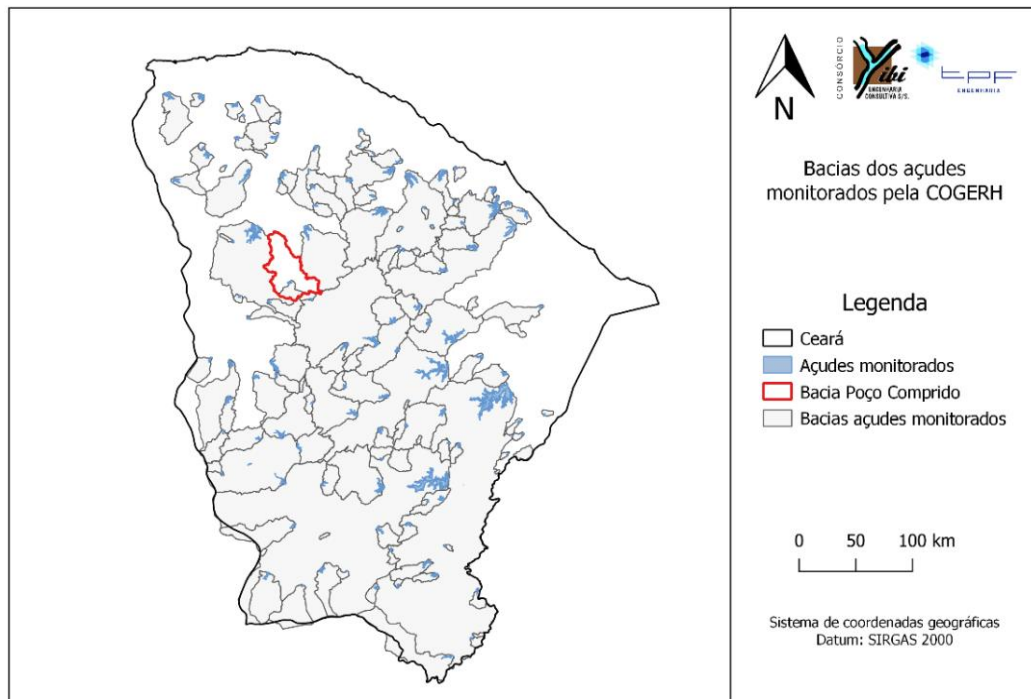 N
CONSÓRCIO
Yibi
ENGENHARIA
CONSULTIVA S/S.
tpf
ENGENHARIA
Bacias dos açudes
monitorados pela COGERH
Legenda
Ceará
Açudes monitorados
Bacia Poço Comprido
Bacias açudes monitorados
0 50 100 km
Sistema de coordenadas geográficas
Datum: SIRGAS 2000